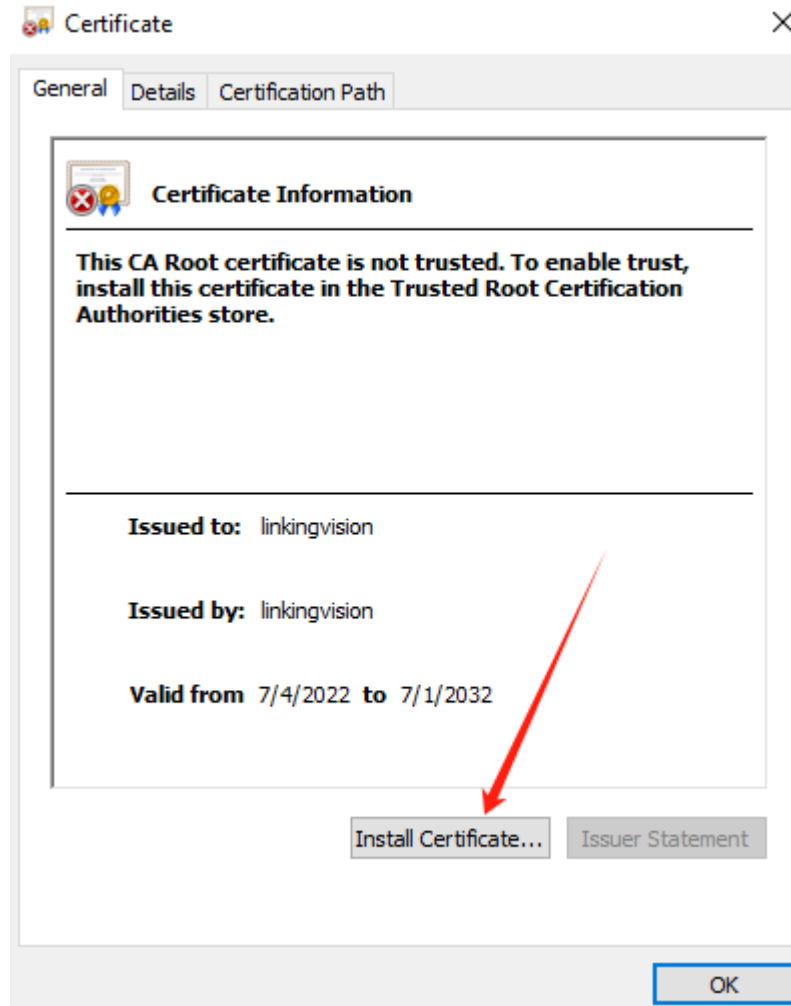 Certificate
General Details Certification Path
Certificate Information
This CA Root certificate is not trusted. To enable trust,
install this certificate in the Trusted Root Certification
Authorities store.
Issued to: linkingvision
Issued by: linkingvision
Valid from 7/4/2022 to 7/1/2032
Install Certificate... Issuer Statement
OK